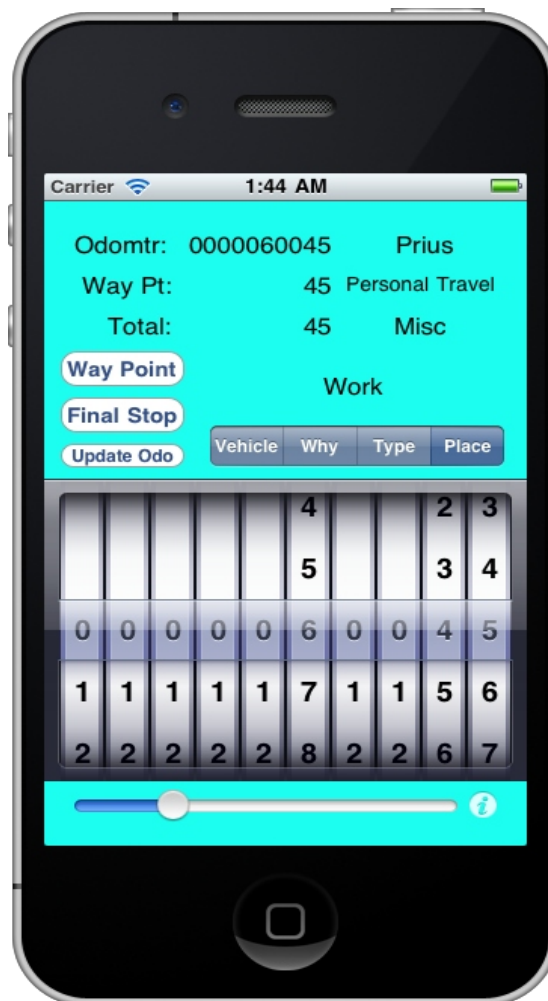 Carrier 1:44 AM
Odomtr: 0000060045 Prius
Way Pt: 45 Personal Travel
Total: 45 Misc
Way Point
Work
Final Stop
Vehicle Why Type Place
Update Odo
4 2 3
5 3 4
0 0 0 0 0 6 0 0 4 5
1 1 1 1 1 7 1 1 5 6
2 2 2 2 2 8 2 2 6 7
i